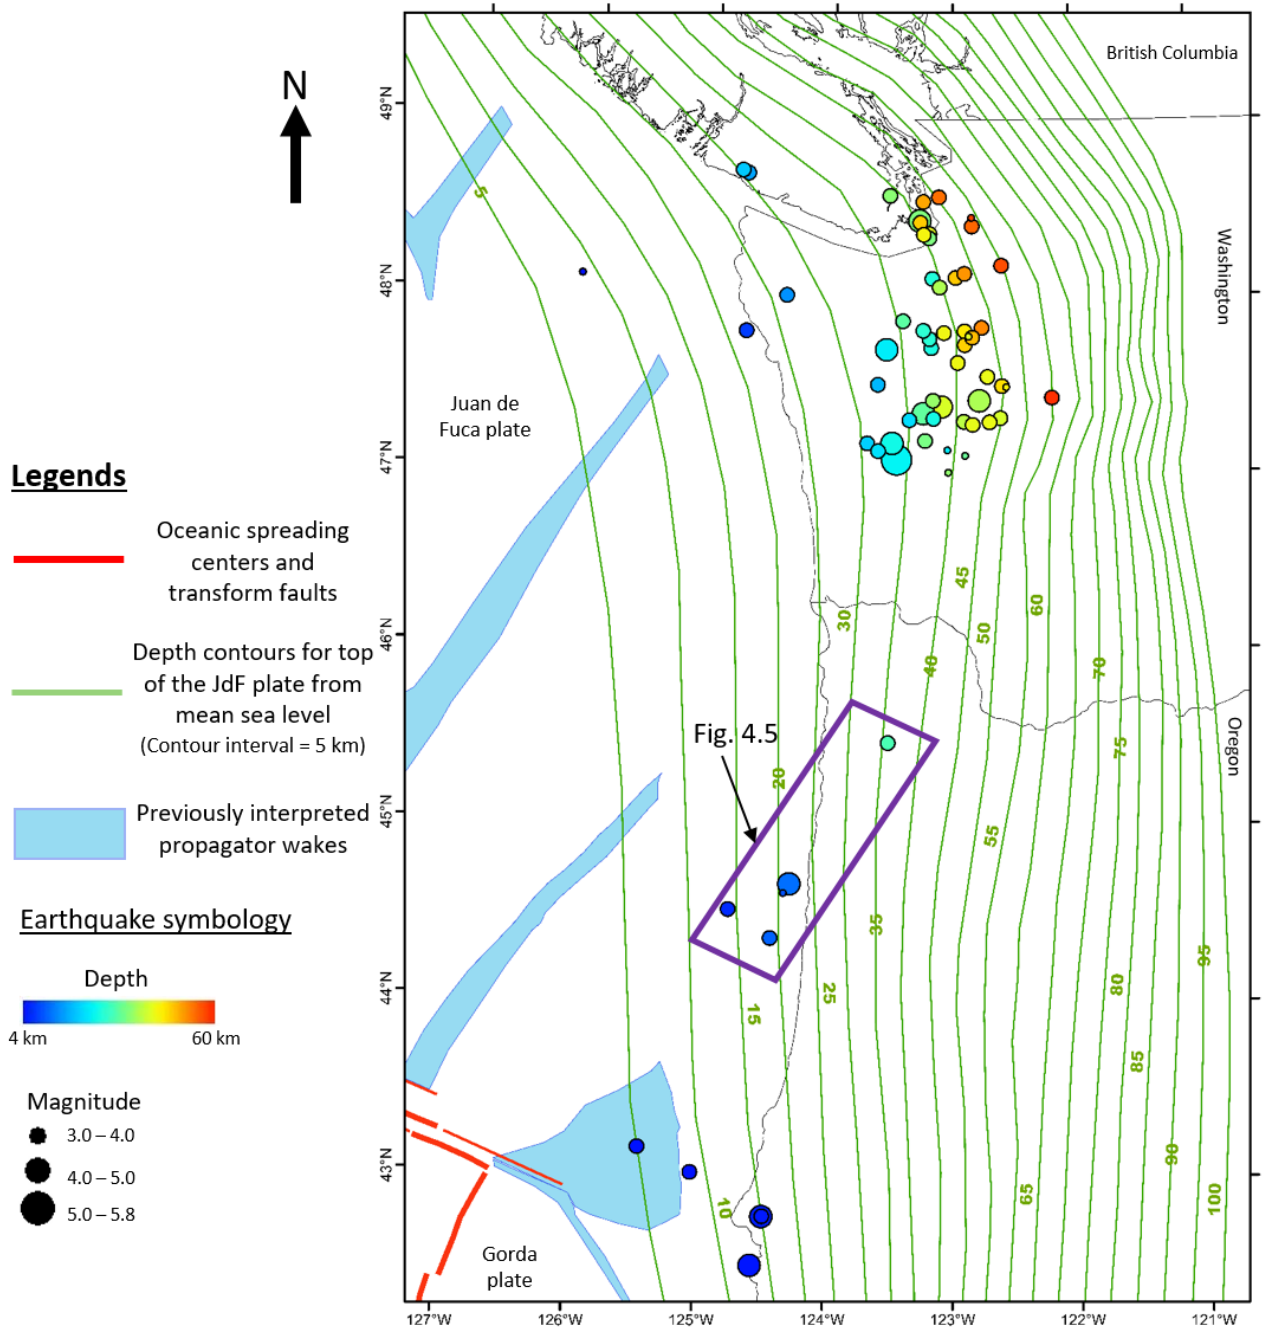 British Columbia
N
49°N
5
Washington
48°N
Juan de
Fuca plate
47°N
Legends
Oceanic spreading
centers and
transform faults
45
60
30
50
46°N
40
70
Depth contours for top
of the JdF plate from
mean sea level
(Contour interval = 5 km)
Fig. 4.5
Oregon
75
20
45°N
55
Previously interpreted
propagator wakes
35
Earthquake symbology
95
Depth
44°N
80
25
15
4 km
60 km
85
Magnitude
3.0 – 4.0
43°N
90
4.0 – 5.0
65
100
10
5.0 – 5.8
Gorda
plate
127°W
126°W
125°W
124°W
123°W
122°W
121°W